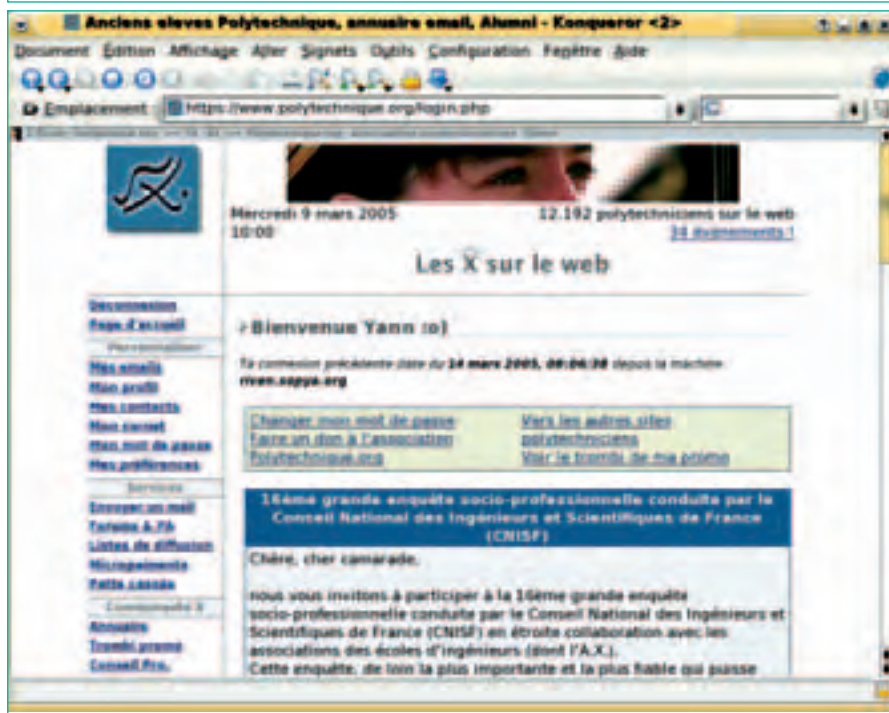 Anciens eleves Polytechnique, annuaire email, Alumni - Konqueror <2>
Document Édition Affichage Aller Signets Outils Configuration Fenêtre Aide
Emplacement : https://www.polytechnique.org/login.php
Mercredi 9 mars 2005
10:00
12.192 polytechniciens sur le web
34 événements !
Les X sur le web
Déconnexion
Page d'accueil
Personnaliser
Mes emails
Mon profil
Mes contacts
Mon carnet
Mon mot de passe
Mes préférences
Services
Envoyer un mail
Forums & PA
Listes de diffusion
Micropaiments
Patte cassée
Communauté X
Annuaire
Trombi promo
Conseil Pro.
Bienvenue Yann :o)
Ta connexion précédente date du 14 mars 2005, 08:06:38 depuis la machine
riven.xopya.org
Changer mon mot de passe
Faire un don à l'association
Polytechnique.org
Vers les autres sites
polytechniciens
Voir le trombi de ma promo
16ème grande enquête socio-professionnelle conduite par le
Conseil National des Ingénieurs et Scientifiques de France
(CNISF)
Chère, cher camarade,
nous vous invitons à participer à la 16ème grande enquête
socio-professionnelle conduite par le Conseil National des Ingénieurs et
Scientifiques de France (CNISF) en étroite collaboration avec les
associations des écoles d'ingénieurs (dont l'A.X.).
Cette enquête, de loin la plus importante et la plus fiable qui puisse